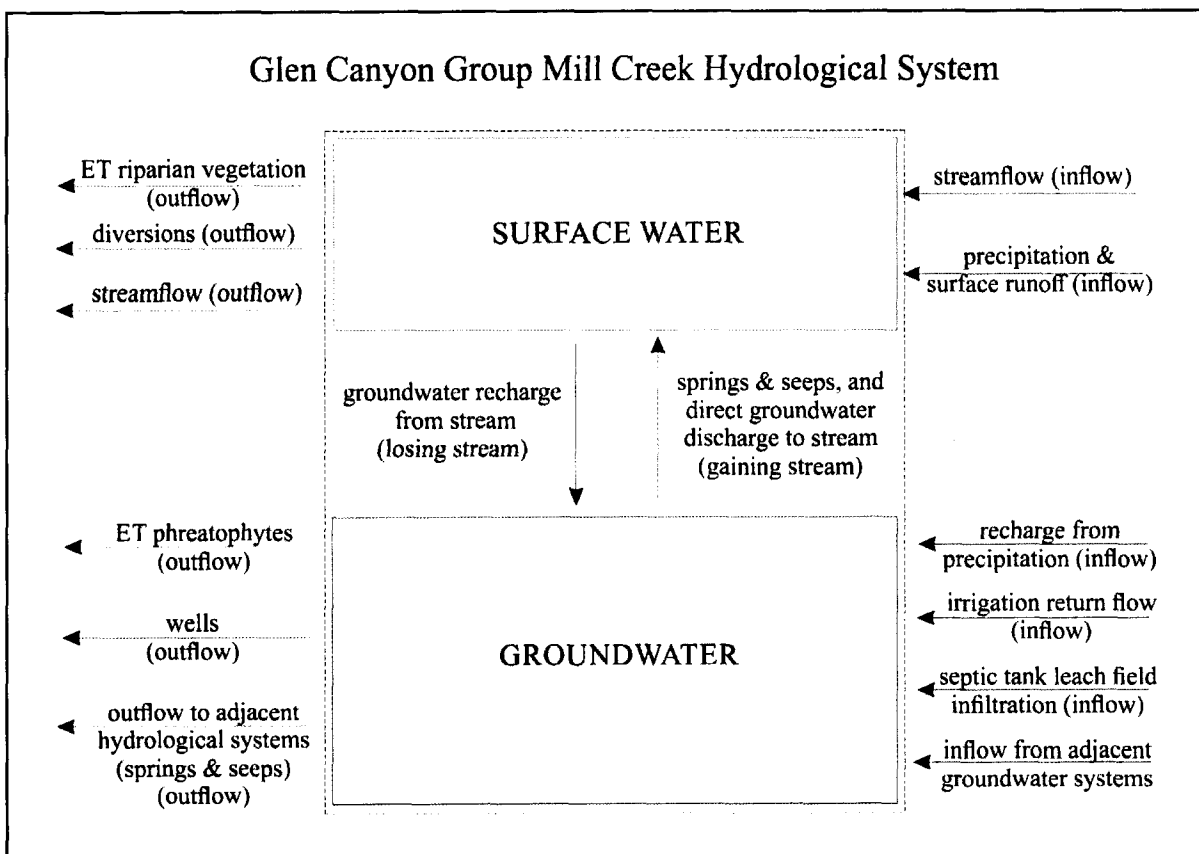 Glen Canyon Group Mill Creek Hydrological System
ET riparian vegetation
(outflow)
diversions (outflow)
streamflow (outflow)
SURFACE WATER
streamflow (inflow)
precipitation &
surface runoff (inflow)
groundwater recharge
from stream
(losing stream)
springs & seeps, and
direct groundwater
discharge to stream
(gaining stream)
ET phreatophytes
(outflow)
wells
(outflow)
outflow to adjacent
hydrological systems
(springs & seeps)
(outflow)
GROUNDWATER
recharge from
precipitation (inflow)
irrigation return flow
(inflow)
septic tank leach field
infiltration (inflow)
inflow from adjacent
groundwater systems